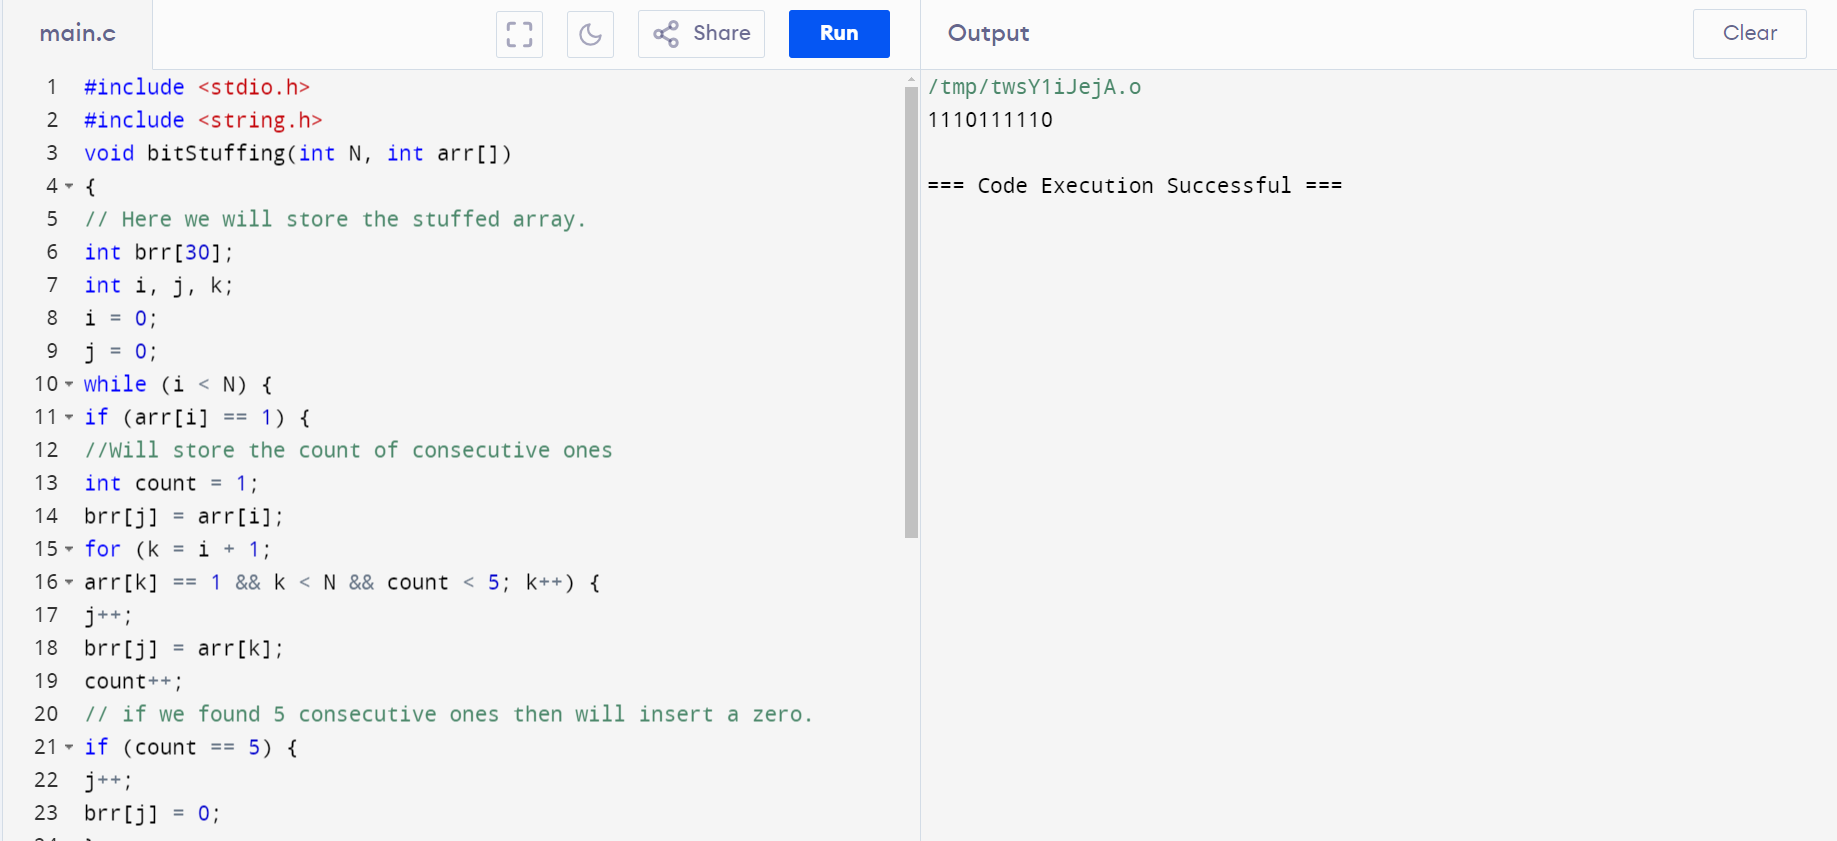 main.c
Share
Run
Output
Clear
1 #include <stdio.h>
2 #include <string.h>
3 void bitStuffing(int N, int arr[])
4 {
5 // Here we will store the stuffed array.
6 int brr[30];
7 int i, j, k;
8 i = 0;
9 j = 0;
10 while (i < N) {
11 if (arr[i] == 1) {
12 //Will store the count of consecutive ones
13 int count = 1;
14 brr[j] = arr[i];
15 for (k = i + 1;
16 arr[k] == 1 && k < N && count < 5; k++) {
17 j++;
18 brr[j] = arr[k];
19 count++;
20 // if we found 5 consecutive ones then will insert a zero.
21 if (count == 5) {
22 j++;
23 brr[j] = 0;
/tmp/twsY1iJejA.o
1110111110
=== Code Execution Successful ===